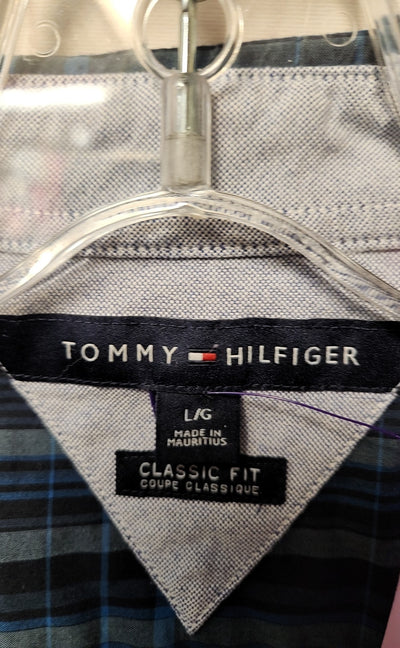 TOMMY HILFIGER
L/G
MADE IN
MAURITIUS
CLASSIC FIT
COUPE CLASSIQUE